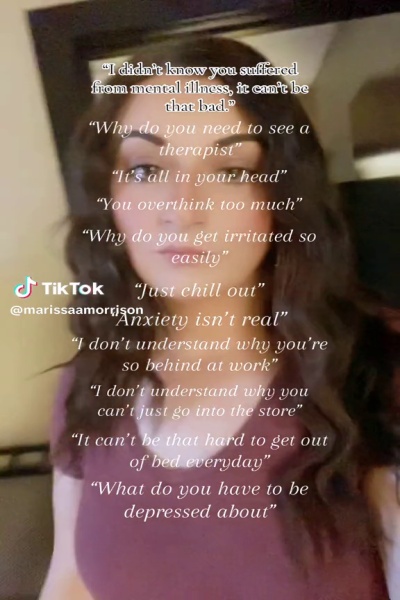 “I didn’t know you suffered
from mental illness, it can’t be
that bad.”
“Why do you need to see a
therapist”
“It’s all in your head”
“You overthink too much”
“Why do you get irritated so
easily”
TikTok
“Just chill out”
@marissaamorrison
“Anxiety isn’t real”
“I don’t understand why you’re
so behind at work”
“I don’t understand why you
can’t just go into the store”
“It can’t be that hard to get out
of bed everyday”
“What do you have to be
depressed about”